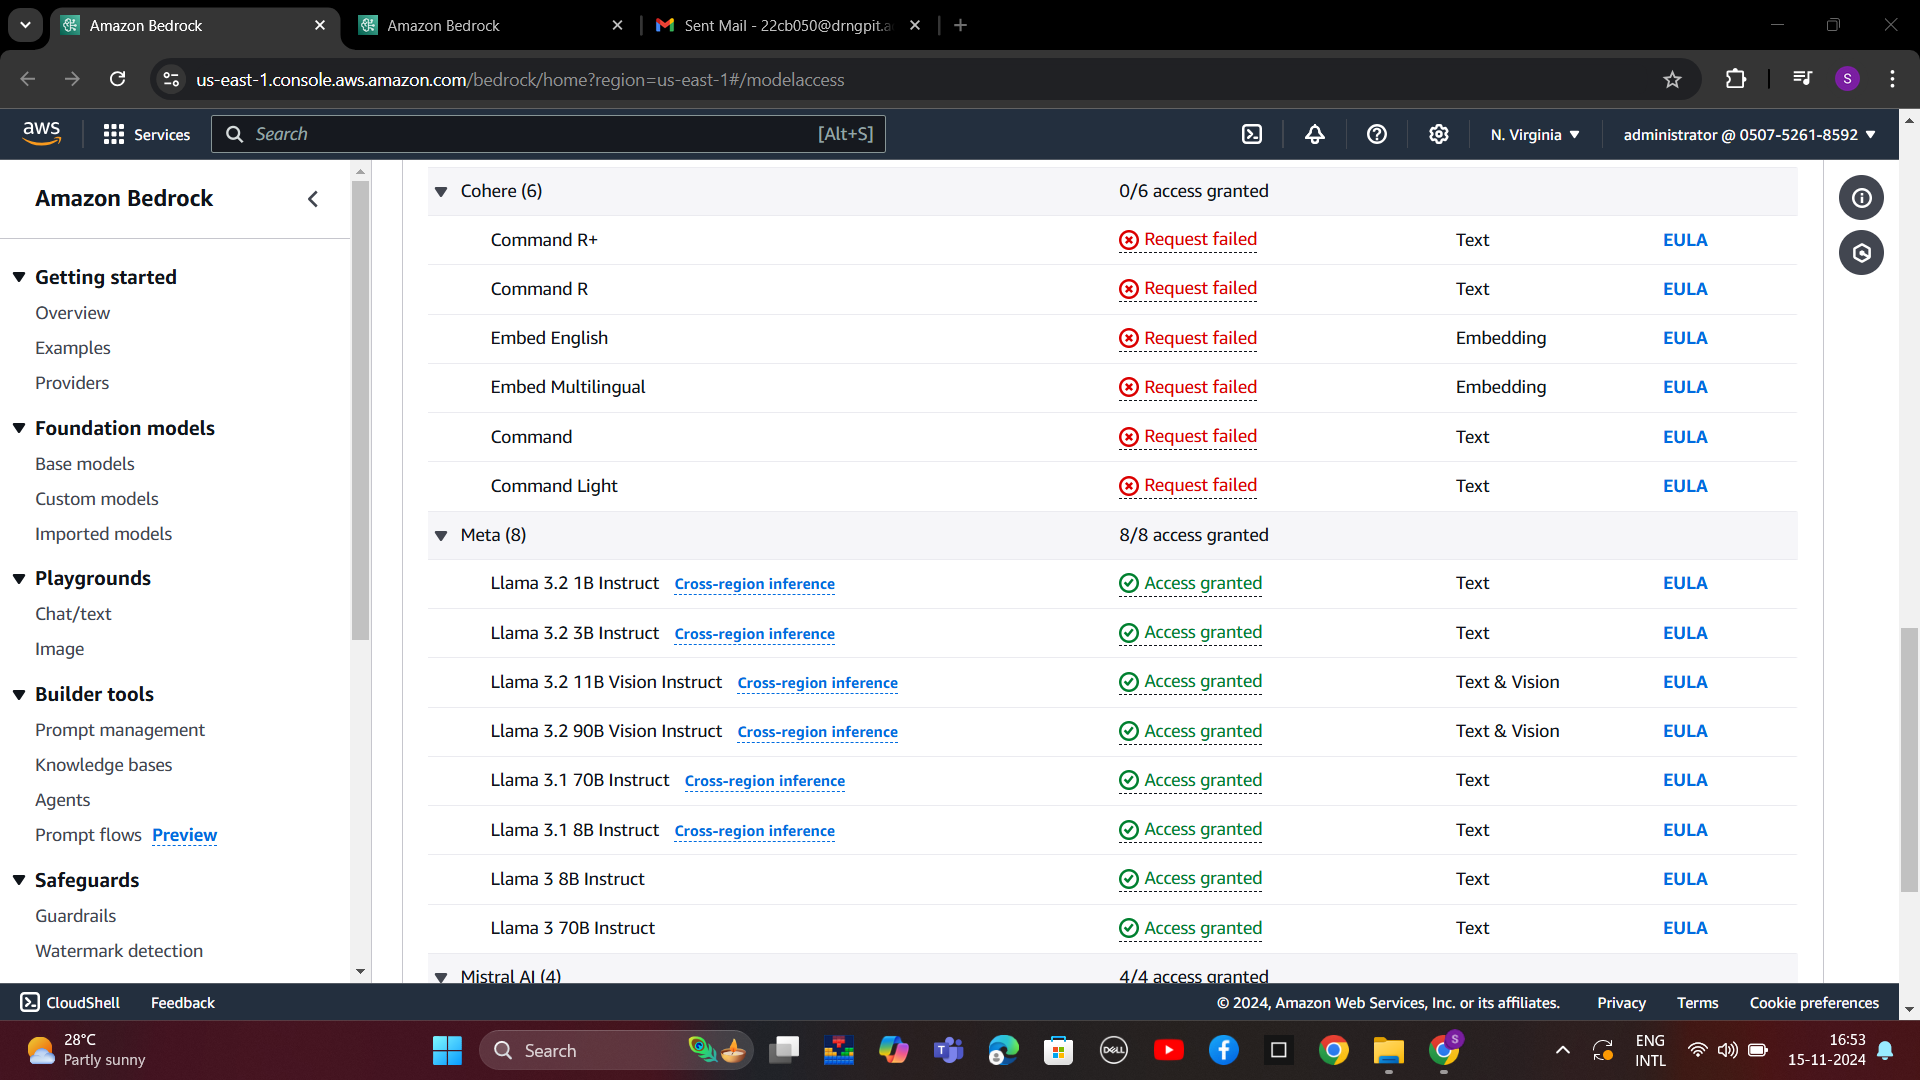 Amazon Bedrock
Amazon Bedrock
Sent Mail - 22cb050@drngpit.a
us-east-1.console.aws.amazon.com/bedrock/home?region=us-east-1#/modelaccess
S
aws
Services
Search [Alt+S]
N. Virginia
administrator @ 0507-5261-8592
Amazon Bedrock
Getting started
Overview
Examples
Providers
Foundation models
Base models
Custom models
Imported models
Playgrounds
Chat/text
Image
Builder tools
Prompt management
Knowledge bases
Agents
Prompt flows Preview
Safeguards
Guardrails
Watermark detection
Cohere (6) 0/6 access granted
Command R+ Request failed Text EULA
Command R Request failed Text EULA
Embed English Request failed Embedding EULA
Embed Multilingual Request failed Embedding EULA
Command Request failed Text EULA
Command Light Request failed Text EULA
Meta (8) 8/8 access granted
Llama 3.2 1B Instruct Cross-region inference Access granted Text EULA
Llama 3.2 3B Instruct Cross-region inference Access granted Text EULA
Llama 3.2 11B Vision Instruct Cross-region inference Access granted Text & Vision EULA
Llama 3.2 90B Vision Instruct Cross-region inference Access granted Text & Vision EULA
Llama 3.1 70B Instruct Cross-region inference Access granted Text EULA
Llama 3.1 8B Instruct Cross-region inference Access granted Text EULA
Llama 3 8B Instruct Access granted Text EULA
Llama 3 70B Instruct Access granted Text EULA
Mistral AI (4) 4/4 access granted
CloudShell Feedback
© 2024, Amazon Web Services, Inc. or its affiliates. Privacy Terms Cookie preferences
28°C
Partly sunny
Search
DELL
S
ENG
INTL
16:53
15-11-2024